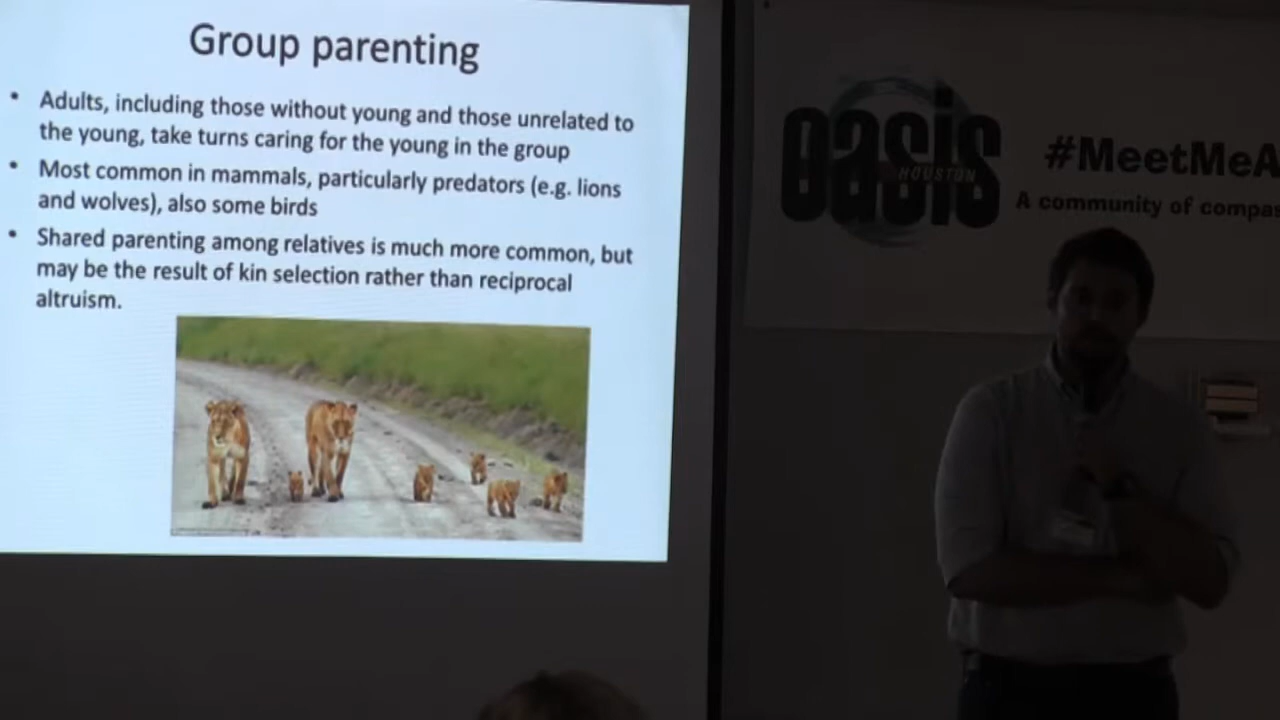 Group parenting
• Adults, including those without young and those unrelated to
the young, take turns caring for the young in the group
• Most common in mammals, particularly predators (e.g. lions
and wolves), also some birds
• Shared parenting among relatives is much more common, but
may be the result of kin selection rather than reciprocal
altruism.
oasis
HOUSTON
#MeetMeA
A community of compas